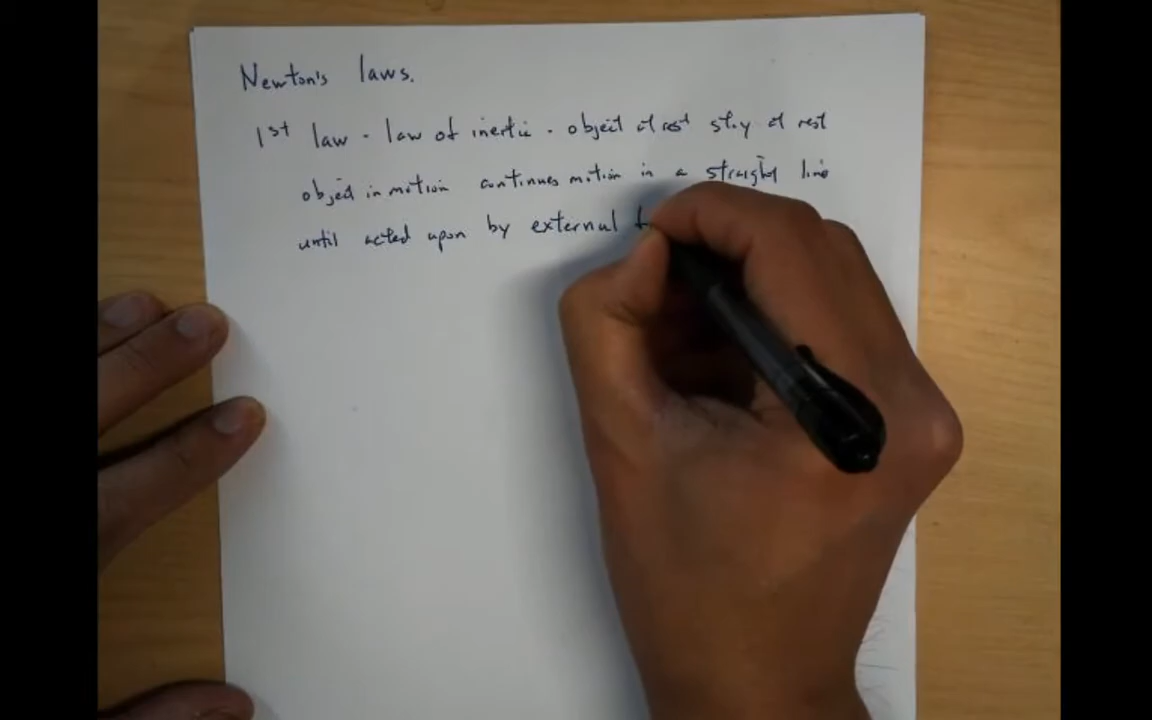 Newton's laws.
1st law - law of inertia - object at rest stay at rest
object in motion continues motion in a straight line
until acted upon by external